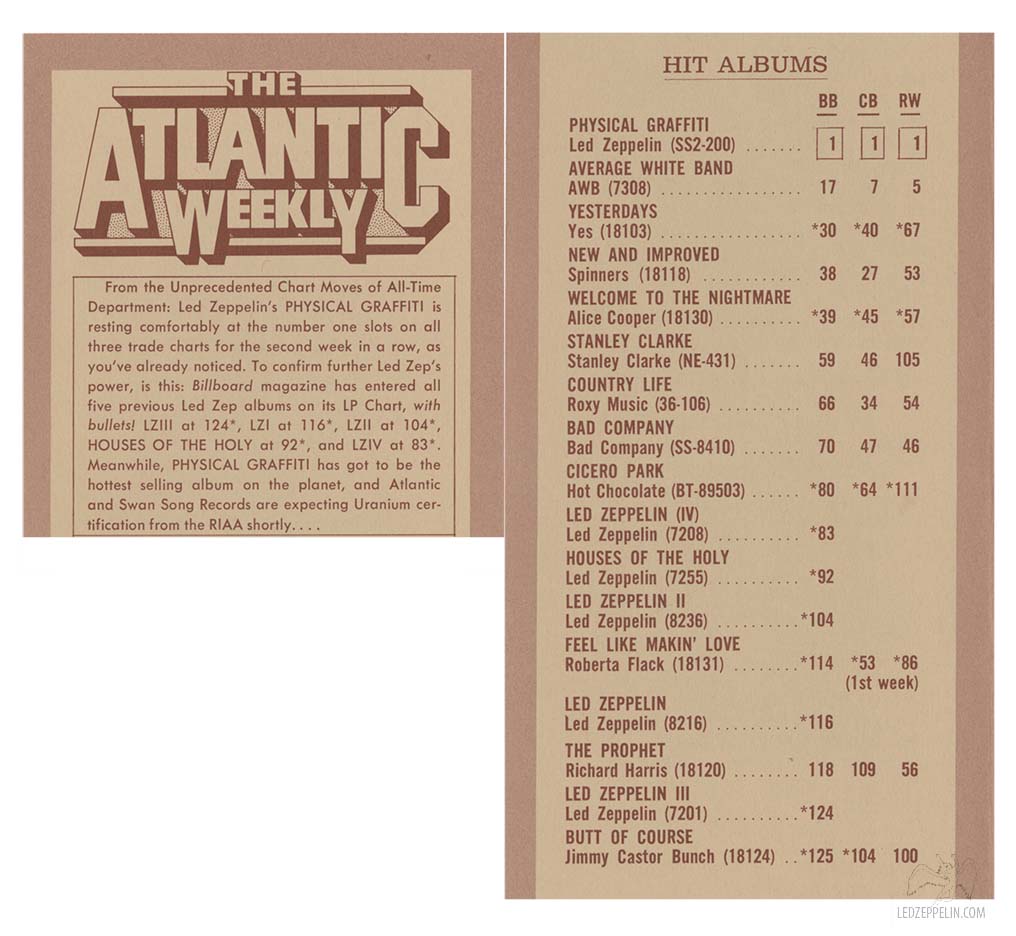 THE
ATLANTIC
WEEKLY
From the Unprecedented Chart Moves of All-Time
Department: Led Zeppelin's PHYSICAL GRAFFITI is
resting comfortably at the number one slots on all
three trade charts for the second week in a row, as
you've already noticed. To confirm further Led Zep's
power, is this: Billboard magazine has entered all
five previous Led Zep albums on its LP Chart, with
bullets! LZIII at 124*, LZI at 116*, LZII at 104*,
HOUSES OF THE HOLY at 92*, and LZIV at 83*.
Meanwhile, PHYSICAL GRAFFITI has got to be the
hottest selling album on the planet, and Atlantic
and Swan Song Records are expecting Uranium cer-
tification from the RIAA shortly....
HIT ALBUMS
BB CB RW
PHYSICAL GRAFFITI
Led Zeppelin (SS2-200) ....... 1 1 1
AVERAGE WHITE BAND
AWB (7308) ................. 17 7 5
YESTERDAYS
Yes (18103) ................. *30 *40 *67
NEW AND IMPROVED
Spinners (18118) ............ 38 27 53
WELCOME TO THE NIGHTMARE
Alice Cooper (18130) .......... *39 *45 *57
STANLEY CLARKE
Stanley Clarke (NE-431) ....... 59 46 105
COUNTRY LIFE
Roxy Music (36-106) .......... 66 34 54
BAD COMPANY
Bad Company (SS-8410) ....... 70 47 46
CICERO PARK
Hot Chocolate (BT-89503) ...... *80 *64 *111
LED ZEPPELIN (IV)
Led Zeppelin (7208) .......... *83
HOUSES OF THE HOLY
Led Zeppelin (7255) .......... *92
LED ZEPPELIN II
Led Zeppelin (8236) .......... *104
FEEL LIKE MAKIN' LOVE
Roberta Flack (18131) ........ *114 *53 *86
(1st week)
LED ZEPPELIN
Led Zeppelin (8216) .......... *116
THE PROPHET
Richard Harris (18120) ........ 118 109 56
LED ZEPPELIN III
Led Zeppelin (7201) .......... *124
BUTT OF COURSE
Jimmy Castor Bunch (18124) .. *125 *104 100
LEDZEPPELIN.COM